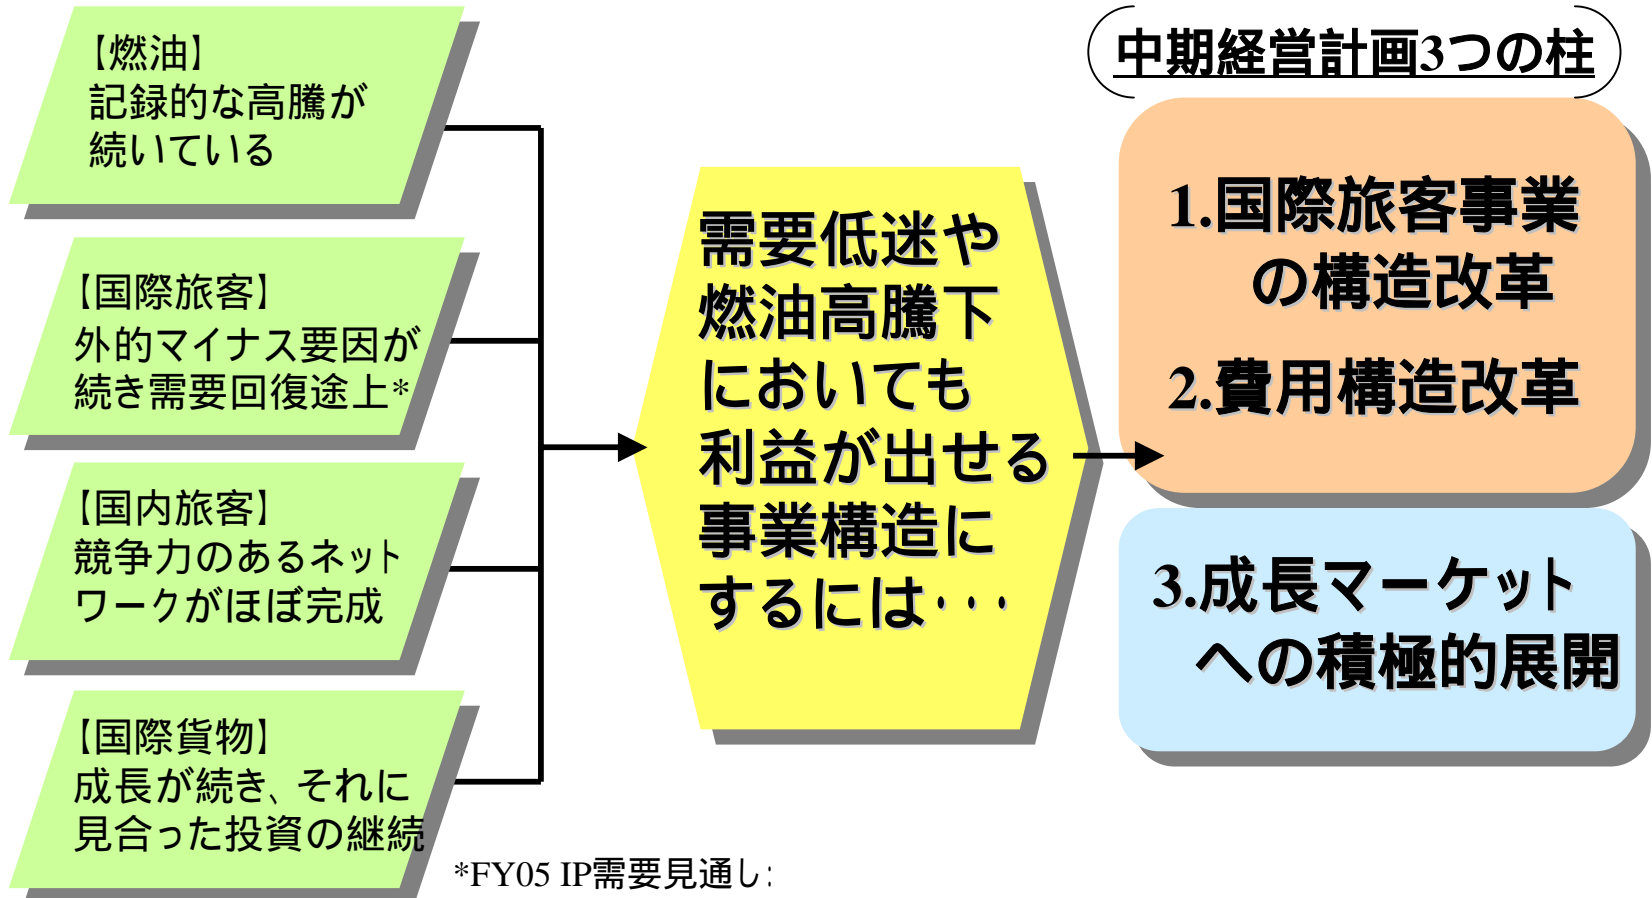 【燃油】
記録的な高騰が
続いている
【国際旅客】
外的マイナス要因が
続き需要回復途上*
【国内旅客】
競争力のあるネット
ワークがほぼ完成
【国際貨物】
成長が続き、それに
見合った投資の継続
*FY05 IP需要見通し:
需要低迷や
燃油高騰下
においても
利益が出せる
事業構造に
するには・・・
中期経営計画3つの柱
1.国際旅客事業
の構造改革
2.費用構造改革
3.成長マーケット
への積極的展開